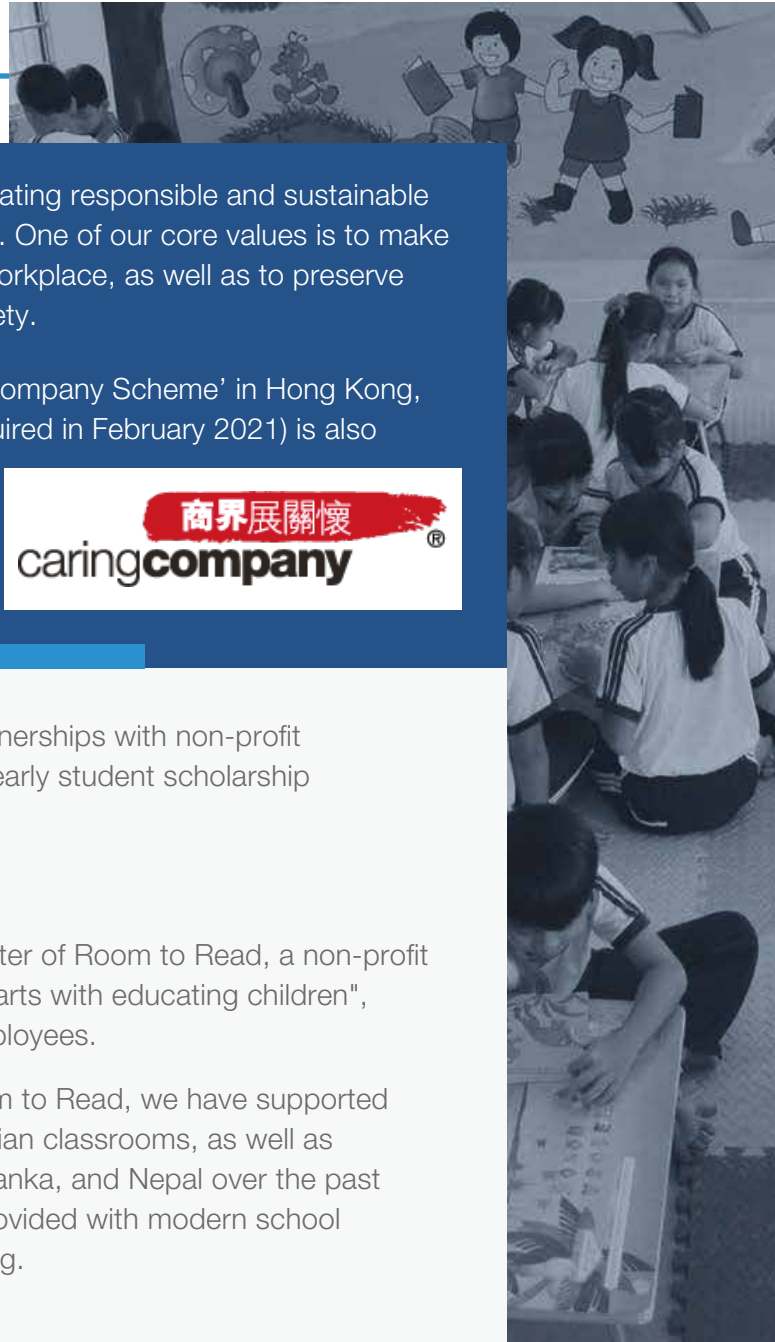 ating responsible and sustainable
. One of our core values is to make
orkplace, as well as to preserve
ety.
ompany Scheme’ in Hong Kong,
uired in February 2021) is also
商界展關懷
caringcompany®
nerships with non-profit
early student scholarship
ter of Room to Read, a non-profit
arts with educating children",
ployees.
m to Read, we have supported
ian classrooms, as well as
anka, and Nepal over the past
ovided with modern school
g.